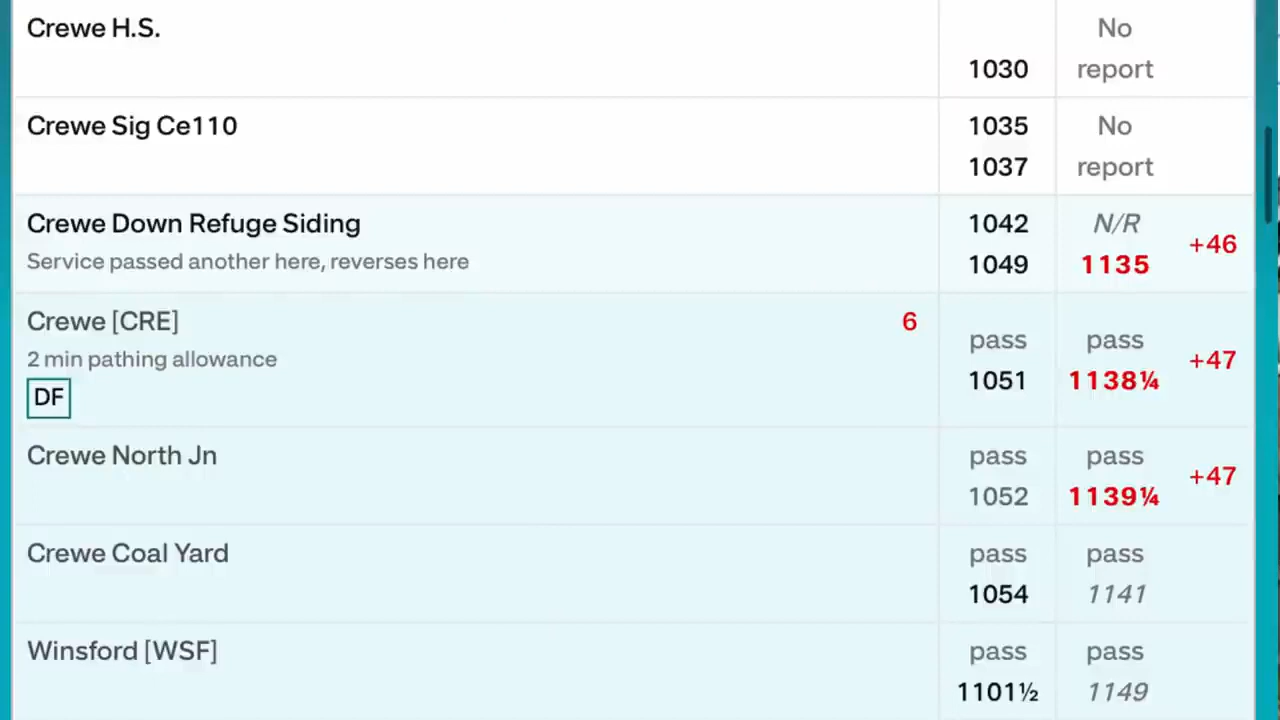 Crewe H.S.
1030
No
report
Crewe Sig Ce110
1035
1037
No
report
Crewe Down Refuge Siding
Service passed another here, reverses here
1042
1049
N/R
1135
+46
Crewe [CRE]
2 min pathing allowance
DF
6
pass
1051
pass
1138¼
+47
Crewe North Jn
pass
1052
pass
1139¼
+47
Crewe Coal Yard
pass
1054
pass
1141
Winsford [WSF]
pass
1101½
pass
1149